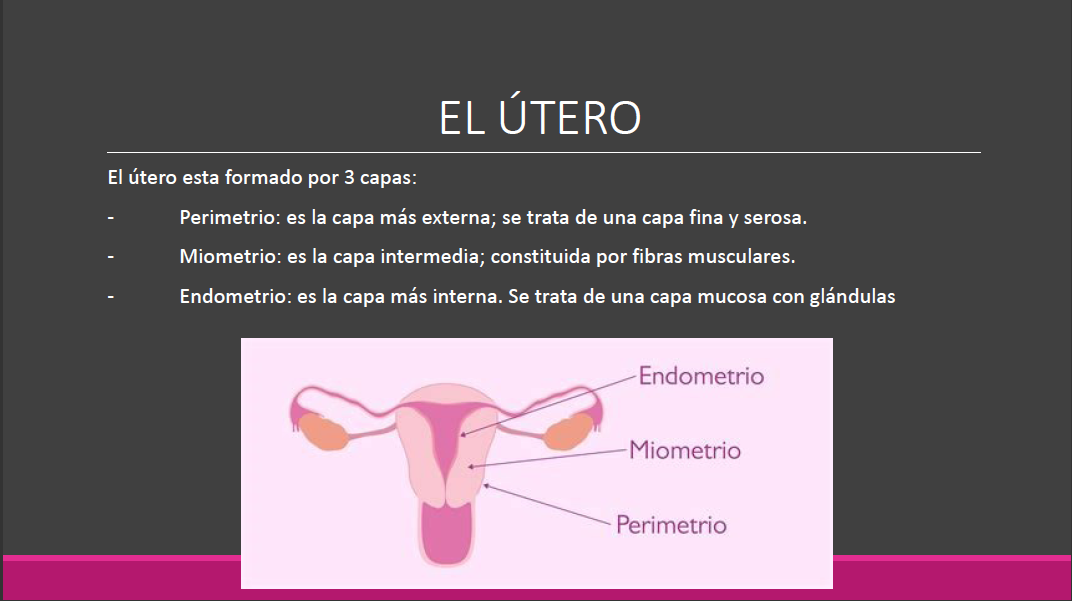 EL ÚTERO
El útero esta formado por 3 capas:
- Perimetrio: es la capa más externa; se trata de una capa fina y serosa.
- Miometrio: es la capa intermedia; constituida por fibras musculares.
- Endometrio: es la capa más interna. Se trata de una capa mucosa con glándulas
Endometrio
Miometrio
Perimetrio